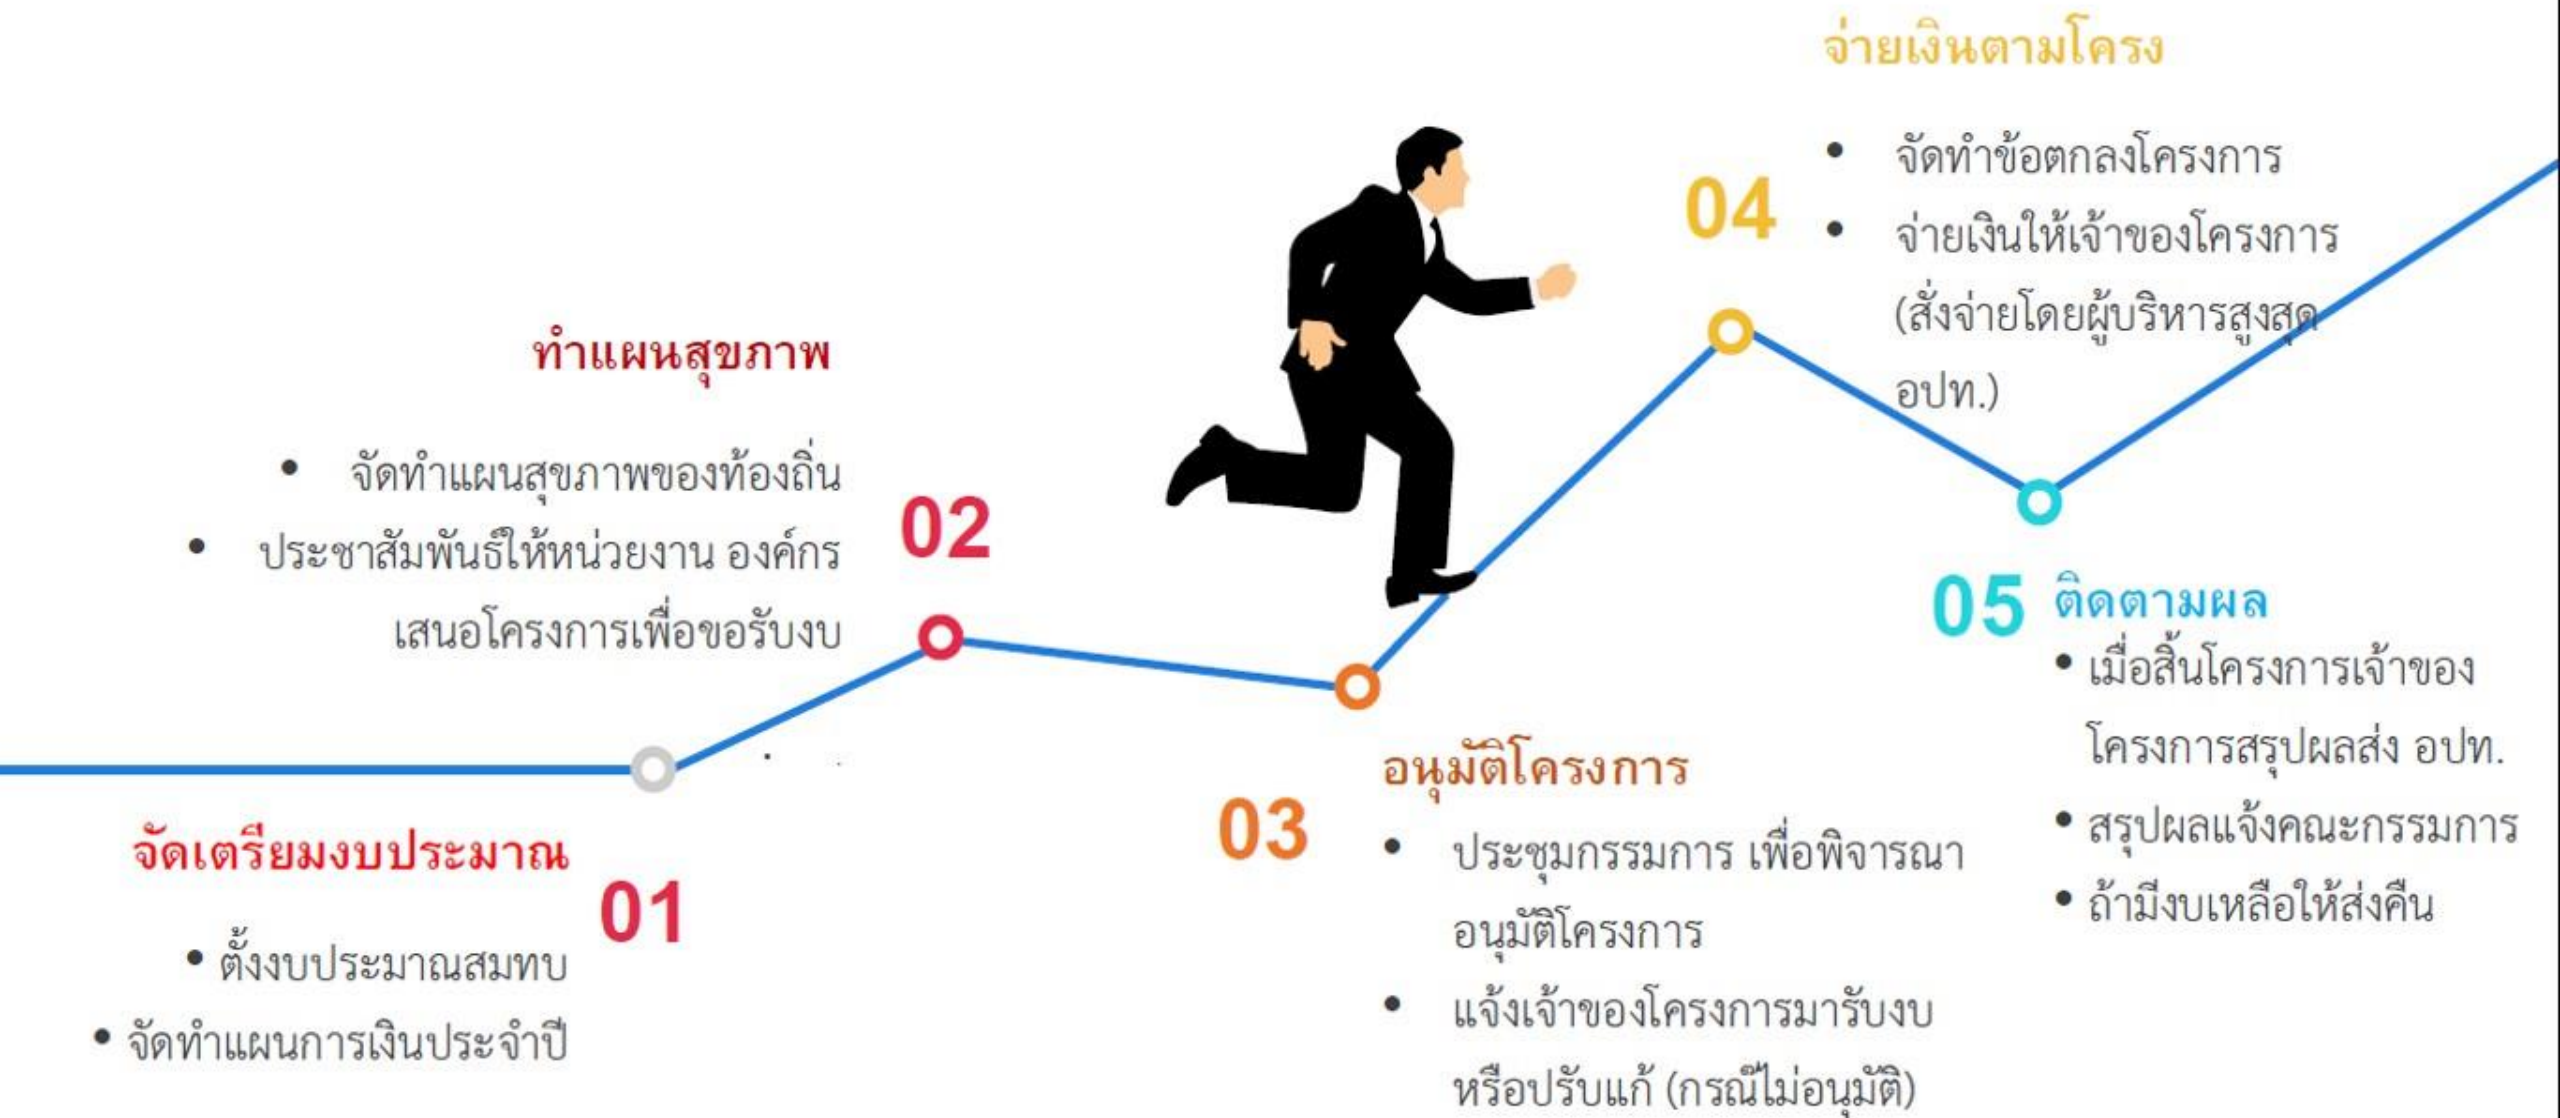 จัดเตรียมงบประมาณ
01
• ตั้งงบประมาณสมทบ
• จัดทำแผนการเงินประจำปี
ทำแผนสุขภาพ
02
• จัดทำแผนสุขภาพของท้องถิ่น
• ประชาสัมพันธ์ให้หน่วยงาน องค์กร
เสนอโครงการเพื่อขอรับงบ
03
อนุมัติโครงการ
• ประชุมกรรมการ เพื่อพิจารณา
อนุมัติโครงการ
• แจ้งเจ้าของโครงการมารับงบ
หรือปรับแก้ (กรณีไม่อนุมัติ)
จ่ายเงินตามโครง
04
• จัดทำข้อตกลงโครงการ
• จ่ายเงินให้เจ้าของโครงการ
(สั่งจ่ายโดยผู้บริหารสูงสุด
อปท.)
05 ติดตามผล
• เมื่อสิ้นโครงการเจ้าของ
โครงการสรุปผลส่ง อปท.
• สรุปผลแจ้งคณะกรรมการ
• ถ้ามีงบเหลือให้ส่งคืน